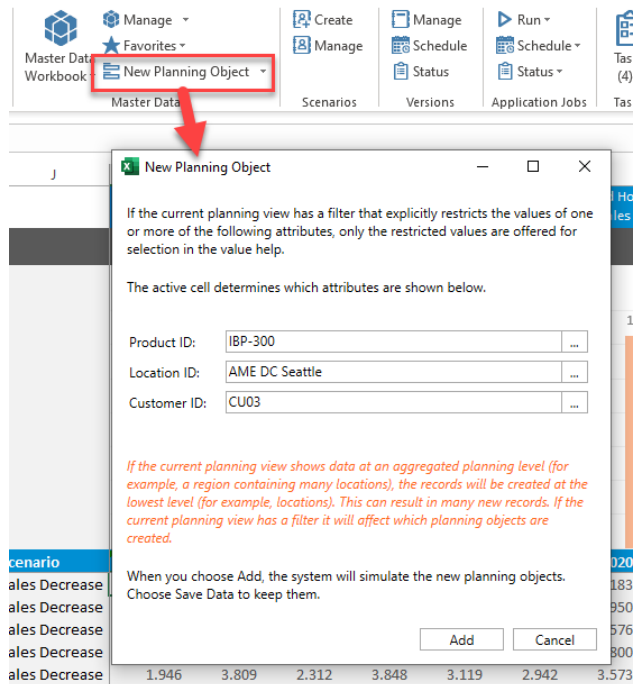 Manage
Create
Manage
Run
Master Data
Workbook
Favorites
Manage
Schedule
Schedule
New Planning Object
Status
Status
(4)
Master Data
Scenarios
Versions
Application Jobs
J
New Planning Object
If the current planning view has a filter that explicitly restricts the values of one
or more of the following attributes, only the restricted values are offered for
selection in the value help.
The active cell determines which attributes are shown below.
Product ID: IBP-300 ...
Location ID: AME DC Seattle ...
Customer ID: CU03 ...
If the current planning view shows data at an aggregated planning level (for
example, a region containing many locations), the records will be created at the
lowest level (for example, locations). This can result in many new records. If the
current planning view has a filter it will affect which planning objects are
created.
When you choose Add, the system will simulate the new planning objects.
Choose Save Data to keep them.
Add Cancel
cenario
ales Decrease
ales Decrease
ales Decrease
ales Decrease
ales Decrease 1.946 3.809 2.312 3.848 3.119 2.942 3.573